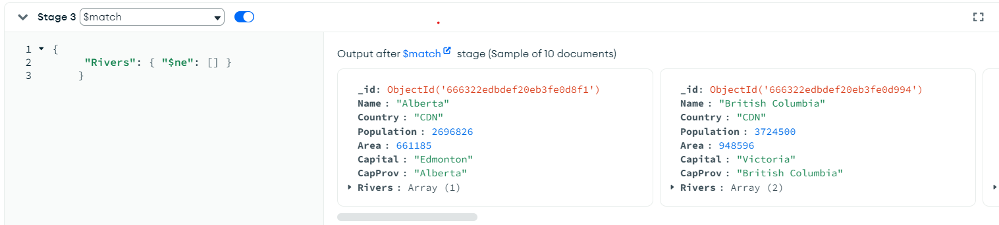 Stage 3 $match
1 {
2 "Rivers": { "$ne": [] }
3 }
Output after $match stage (Sample of 10 documents)
_id: ObjectId('666322edbdef20eb3fe0d8f1')
Name : "Alberta"
Country : "CDN"
Population : 2696826
Area : 661185
Capital : "Edmonton"
CapProv : "Alberta"
Rivers : Array (1)
_id: ObjectId('666322edbdef20eb3fe0d994')
Name : "British Columbia"
Country : "CDN"
Population : 3724500
Area : 948596
Capital : "Victoria"
CapProv : "British Columbia"
Rivers : Array (2)